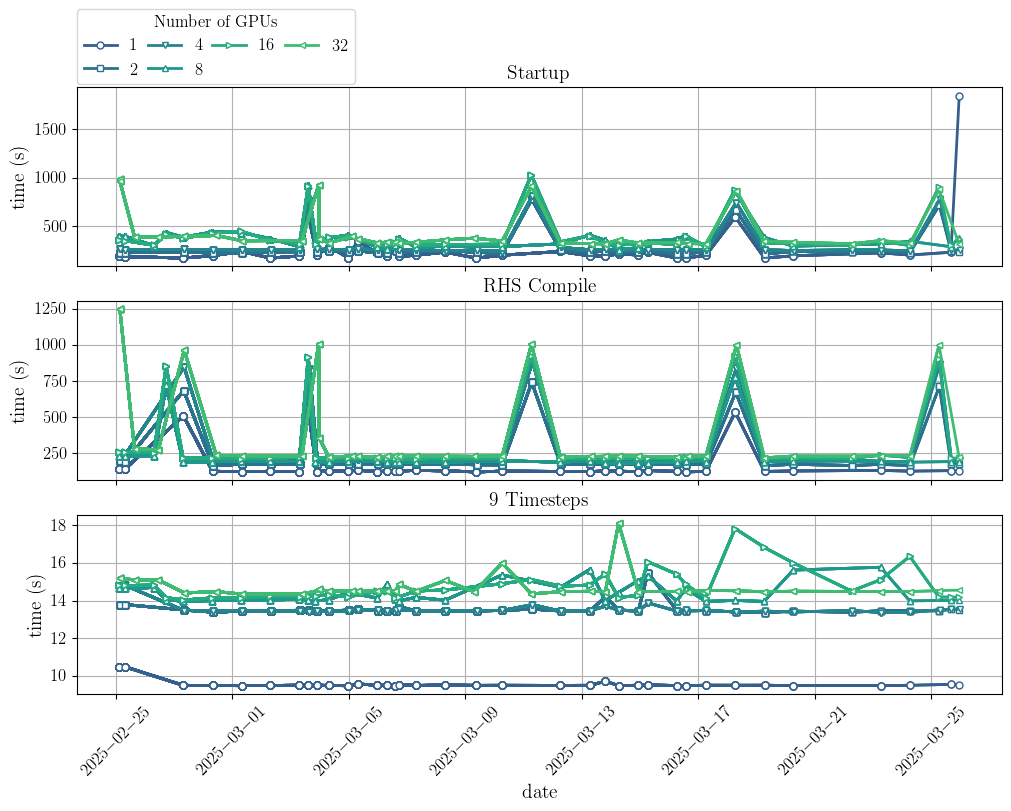 Number of GPUs
1 4 16 32
2 8
Startup
time (s)
1500
1000
500
RHS Compile
time (s)
1250
1000
750
500
250
9 Timesteps
time (s)
18
16
14
12
10
2025−02−25 2025−03−01 2025−03−05 2025−03−09 2025−03−13 2025−03−17 2025−03−21 2025−03−25
date